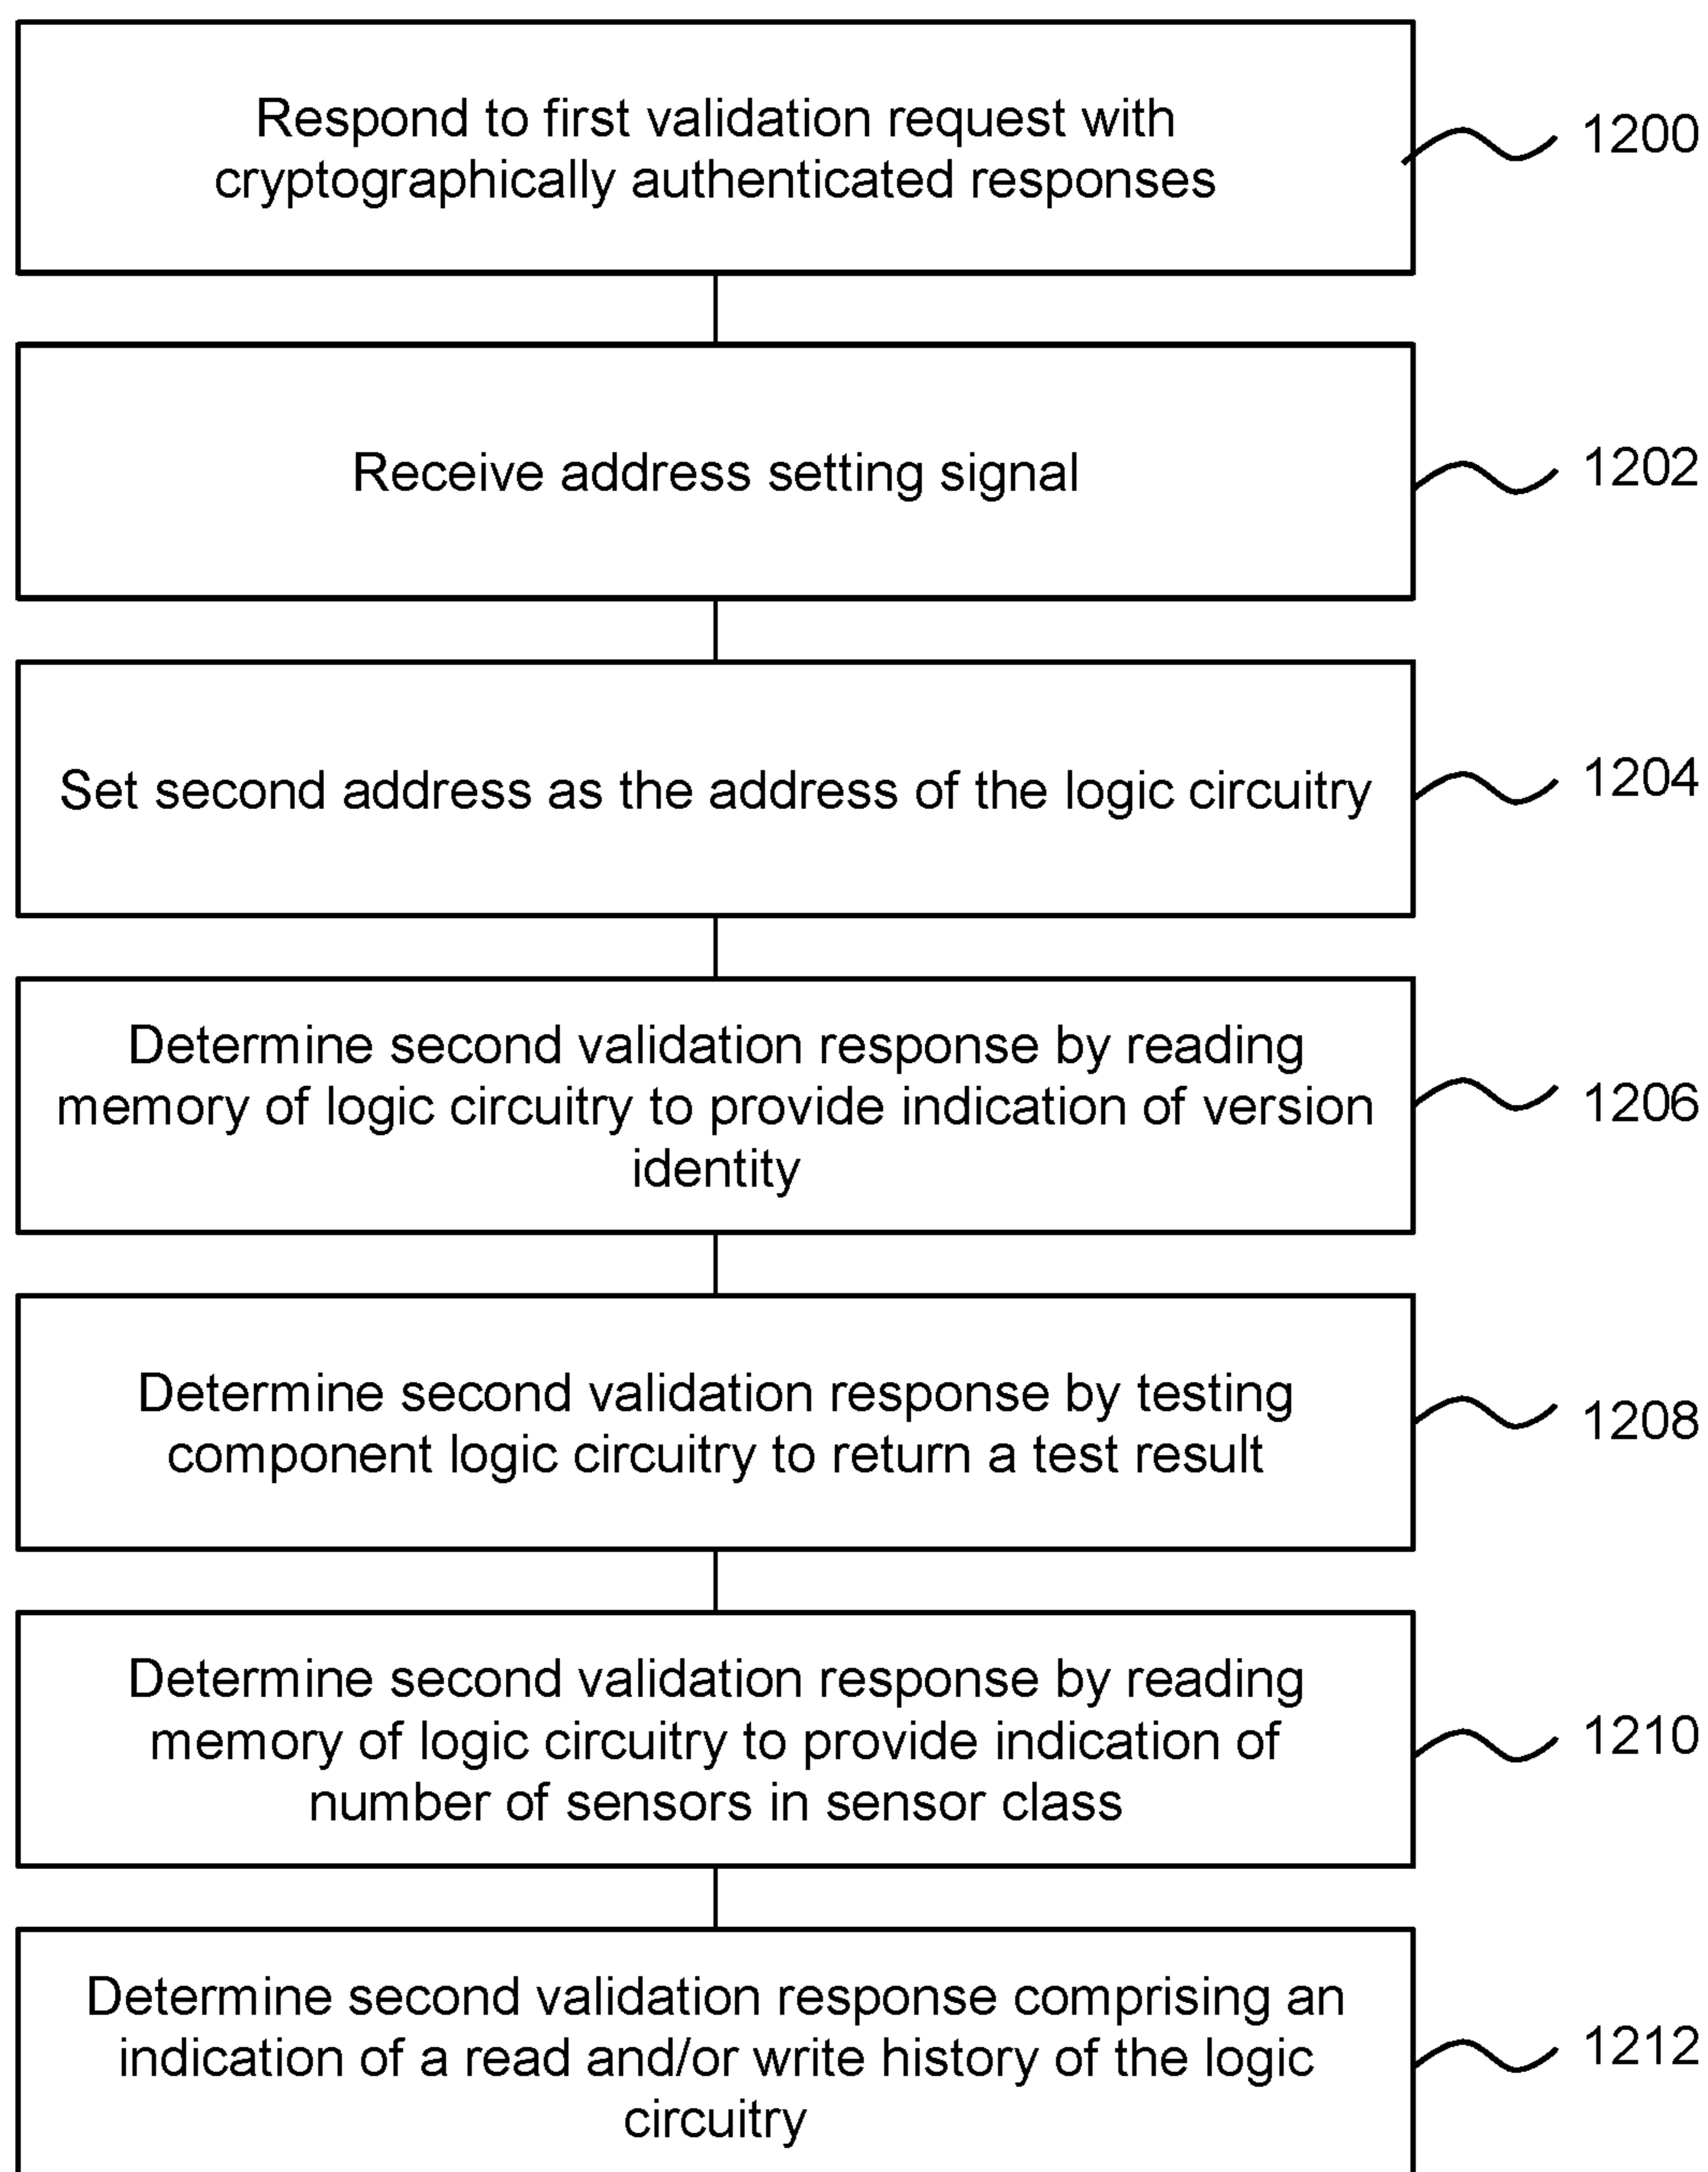 Respond to first validation request with
cryptographically authenticated responses
1200
Receive address setting signal
1202
Set second address as the address of the logic circuitry
1204
Determine second validation response by reading
memory of logic circuitry to provide indication of version
identity
1206
Determine second validation response by testing
component logic circuitry to return a test result
1208
Determine second validation response by reading
memory of logic circuitry to provide indication of
number of sensors in sensor class
1210
Determine second validation response comprising an
indication of a read and/or write history of the logic
circuitry
1212